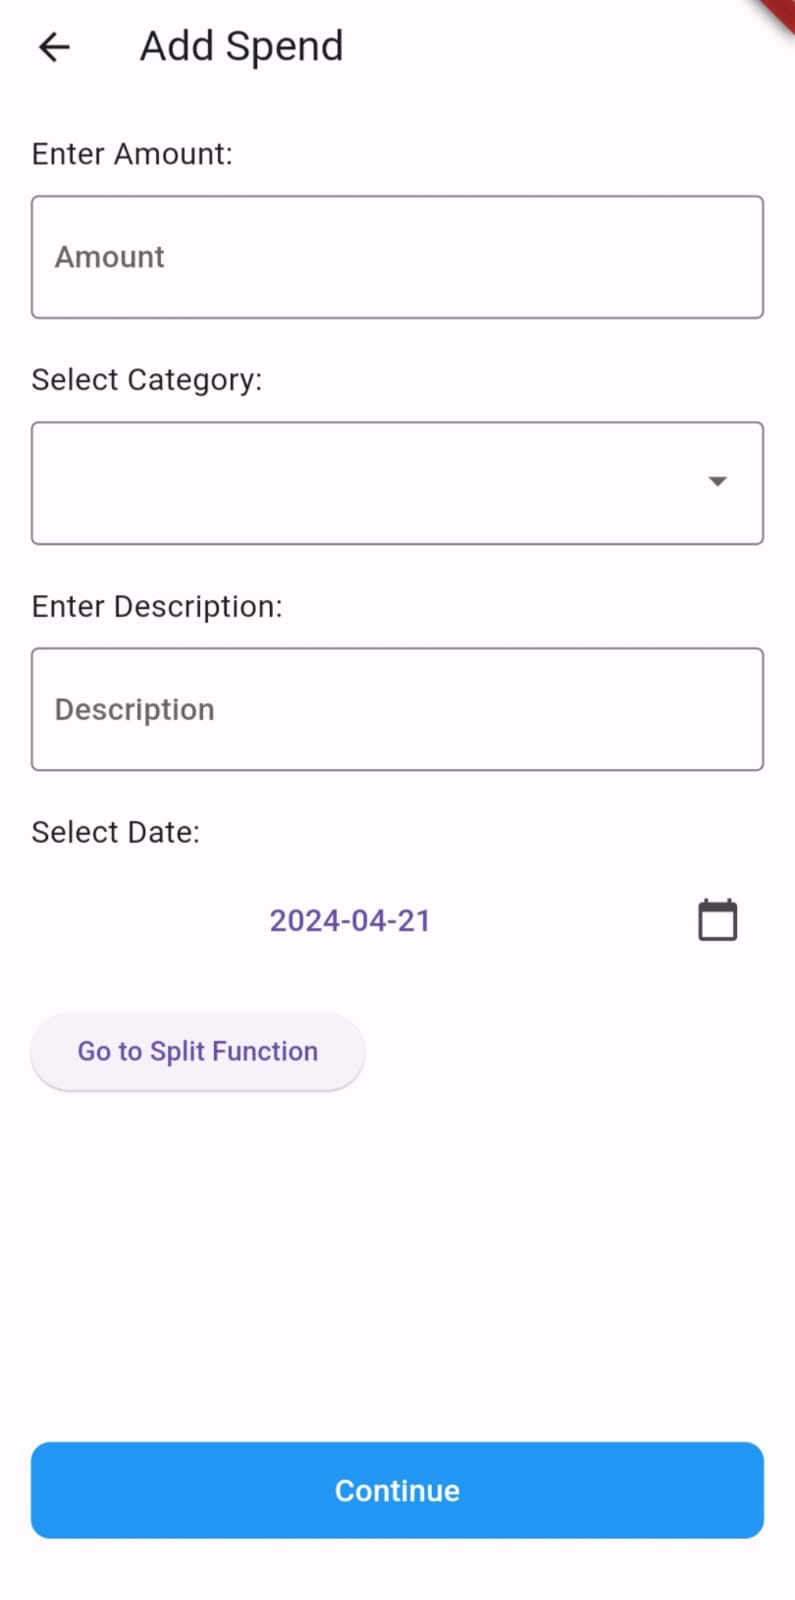 Add Spend
Enter Amount:
Amount
Select Category:
Enter Description:
Description
Select Date:
2024-04-21
Go to Split Function
Continue